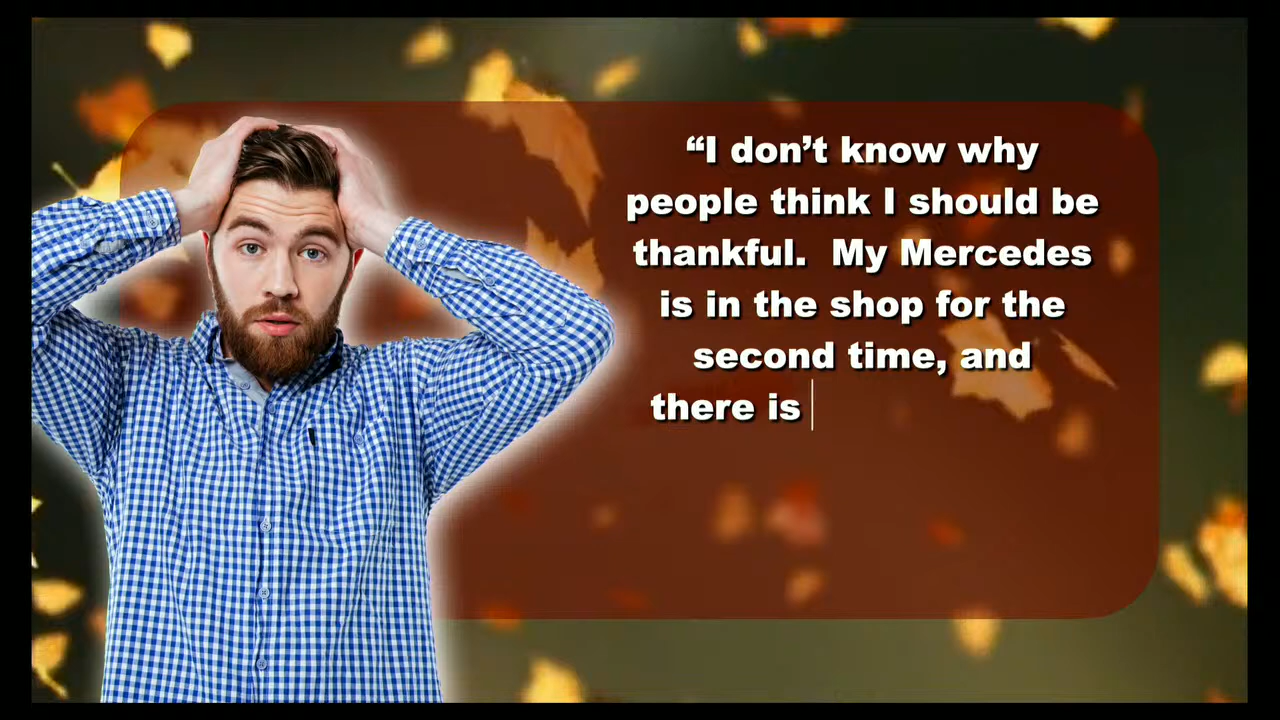 “I don’t know why
people think I should be
thankful.  My Mercedes
is in the shop for the
second time, and
there is